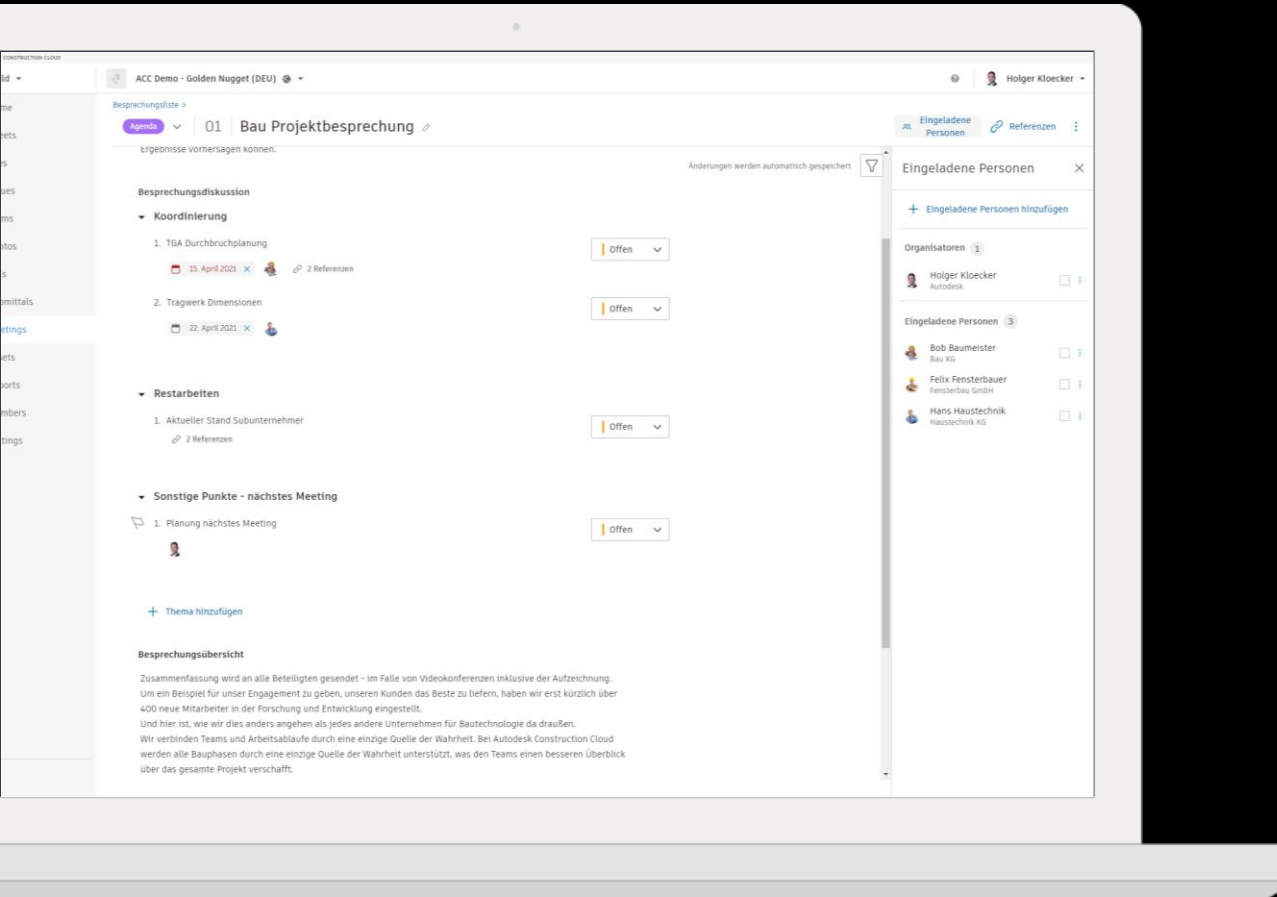 CONSTRUCTION CLOUD
ACC Demo - Golden Nugget (DEU)
Holger Kloecker
Besprechungsliste >
Agenda 01 Bau Projektbesprechung
Eingeladene
Personen
Referenzen
Ergebnisse vorhersagen können.
Änderungen werden automatisch gespeichert
Besprechungsdiskussion
Koordinierung
1. TGA Durchbruchplanung
Offen
15. April 2021 × 2 Referenzen
2. Tragwerk Dimensionen
Offen
22. April 2021 ×
Restarbeiten
1. Aktueller Stand Subunternehmer
Offen
2 Referenzen
Sonstige Punkte - nächstes Meeting
1. Planung nächstes Meeting
Offen
+ Thema hinzufügen
Besprechungsübersicht
Zusammenfassung wird an alle Beteiligten gesendet - im Falle von Videokonferenzen inklusive der Aufzeichnung.
Um ein Beispiel für unser Engagement zu geben, unseren Kunden das Beste zu liefern, haben wir erst kürzlich über
400 neue Mitarbeiter in der Forschung und Entwicklung eingestellt.
Und hier ist, wie wir dies anders angehen als jedes andere Unternehmen für Bautechnologie da draußen.
Wir verbinden Teams und Arbeitsabläufe durch eine einzige Quelle der Wahrheit. Bei Autodesk Construction Cloud
werden alle Bauphasen durch eine einzige Quelle der Wahrheit unterstützt, was den Teams einen besseren Überblick
über das gesamte Projekt verschafft.
Eingeladene Personen
+ Eingeladene Personen hinzufügen
Organisatoren 1
Holger Kloecker
Autodesk
Eingeladene Personen 3
Bob Baumeister
Bau KG
Felix Fensterbauer
Fensterbau GmbH
Hans Haustechnik
Haustechnik KG